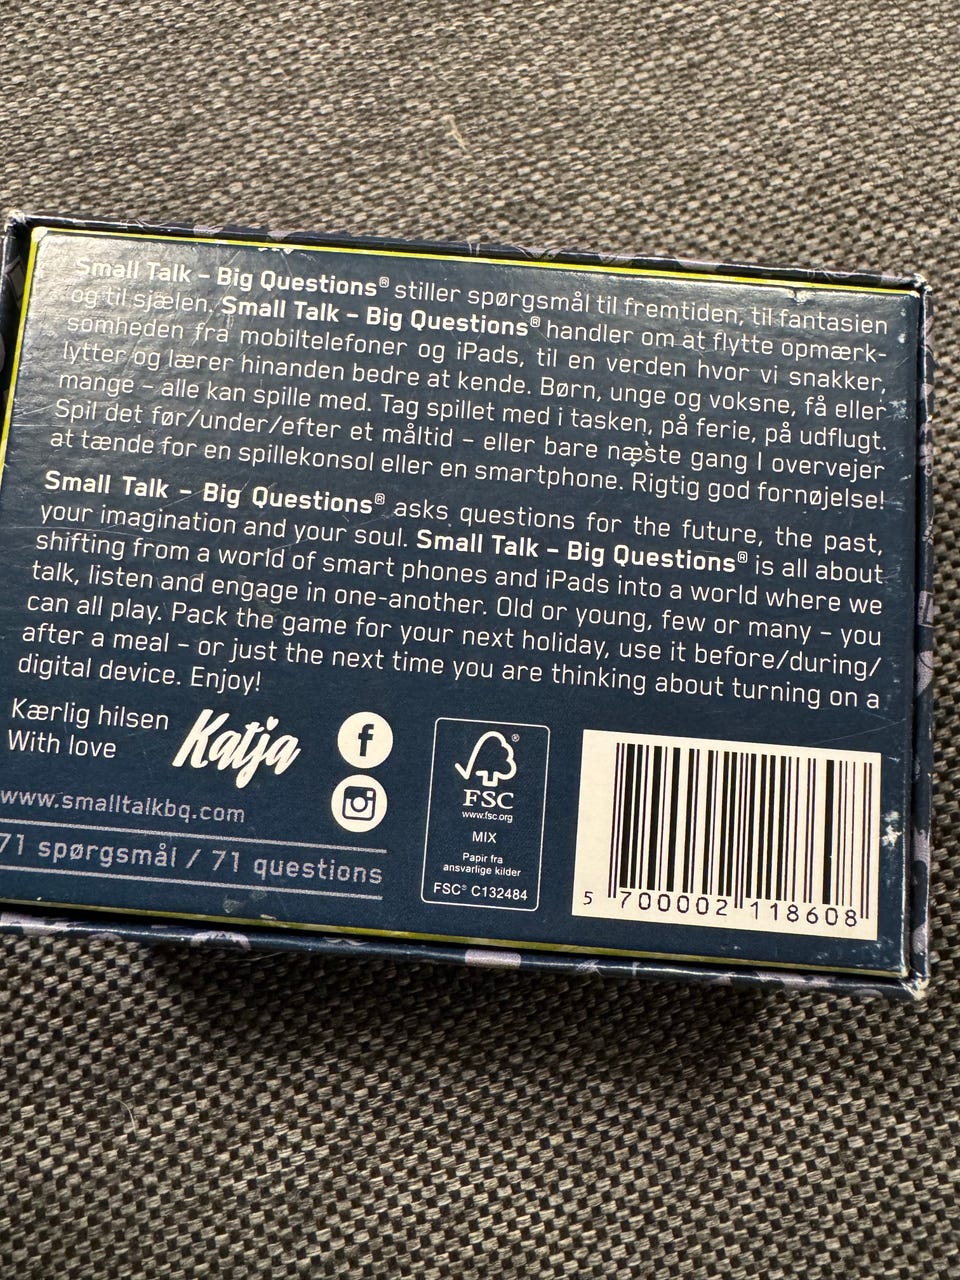 Small Talk – Big Questions® stiller spørgsmål til fremtiden, til fantasien
og til sjælen. Small Talk – Big Questions® handler om at flytte opmærk-
somheden fra mobiltelefoner og iPads, til en verden hvor vi snakker,
lytter og lærer hinanden bedre at kende. Børn, unge og voksne, få eller
mange – alle kan spille med. Tag spillet med i tasken, på ferie, på udflugt.
Spil det før/under/efter et måltid – eller bare næste gang I overvejer
at tænde for en spillekonsol eller en smartphone. Rigtig god fornøjelse!
Small Talk – Big Questions® asks questions for the future, the past,
your imagination and your soul. Small Talk – Big Questions® is all about
shifting from a world of smart phones and iPads into a world where we
talk, listen and engage in one-another. Old or young, few or many – you
can all play. Pack the game for your next holiday, use it before/during/
after a meal – or just the next time you are thinking about turning on a
digital device. Enjoy!
Kærlig hilsen
With love
Katja
www.smalltalkbq.com
71 spørgsmål / 71 questions
f
®
FSC
www.fsc.org
MIX
Papir fra
ansvarlige kilder
FSC® C132484
5 700002 118608